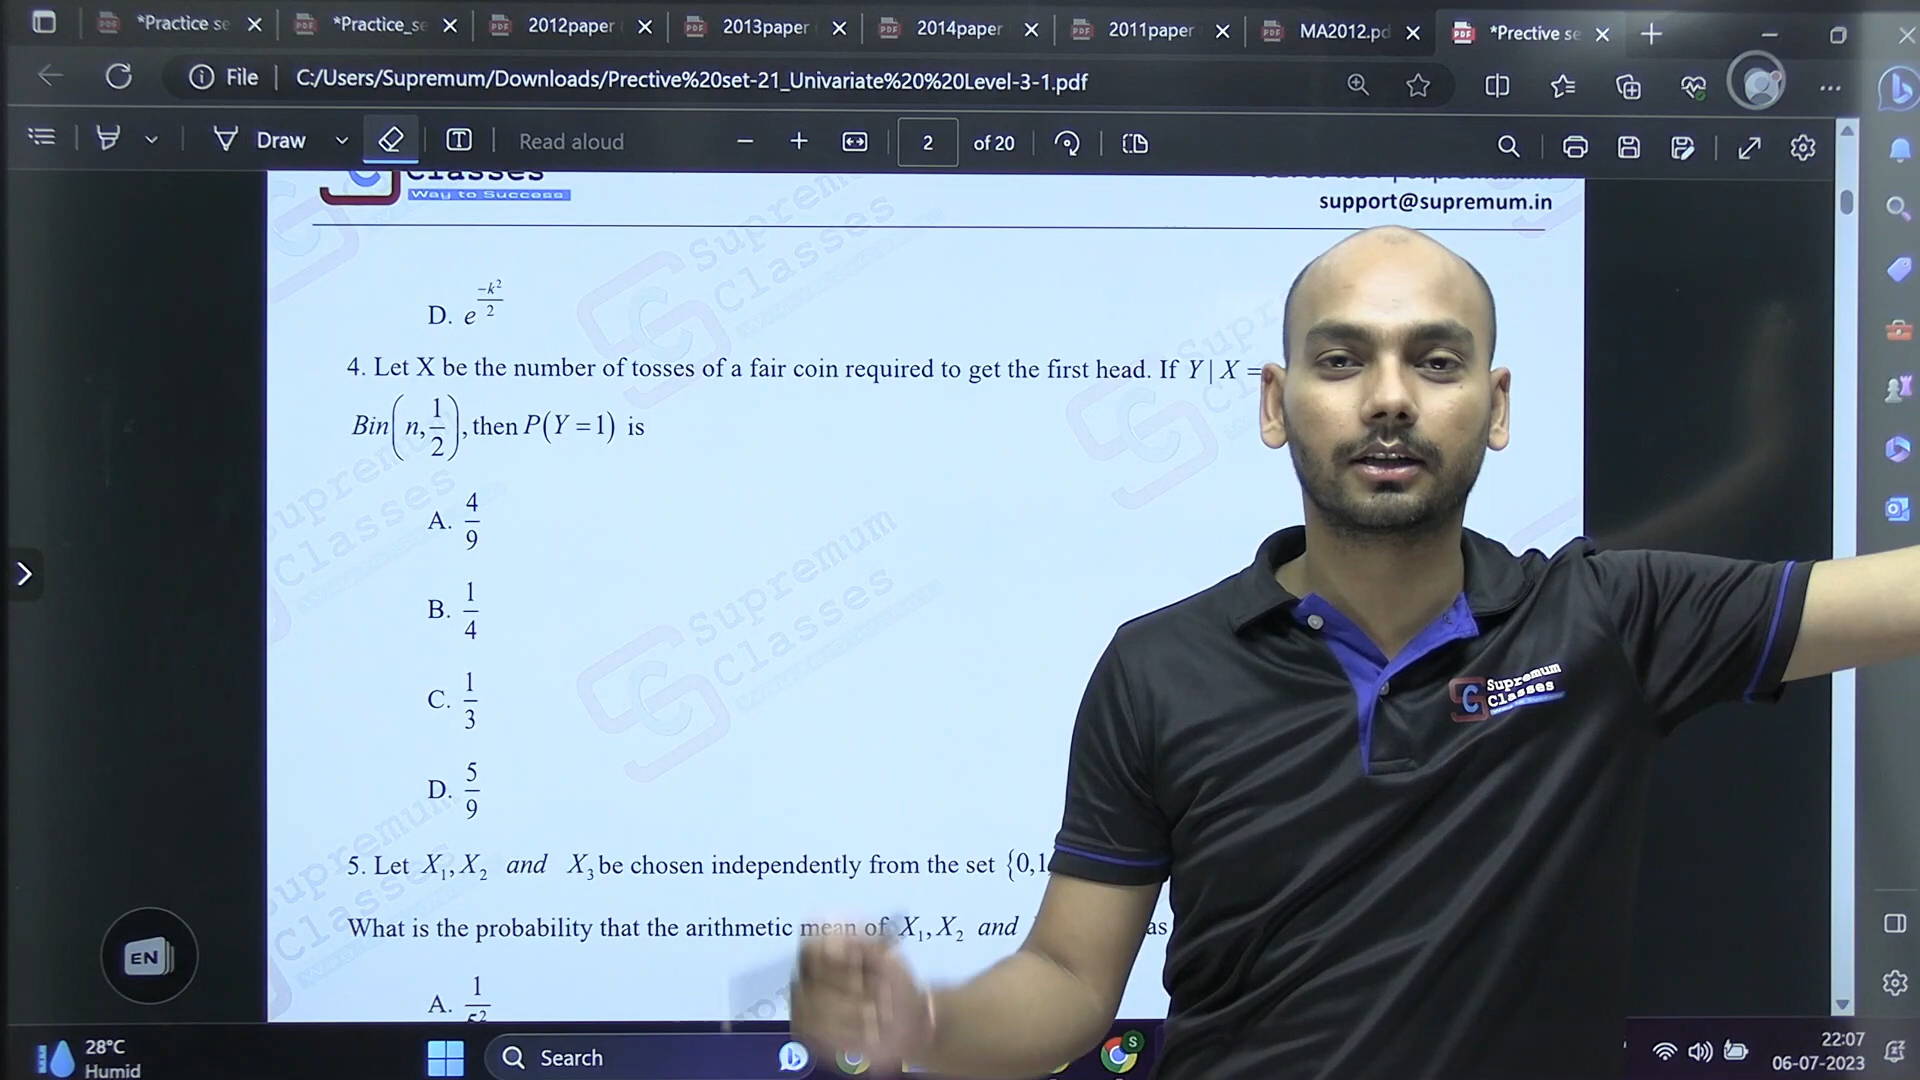 *Practice se
*Practice_se
2012paper
2013paper
2014paper
2011paper
MA2012.pd
*Prective se
File
C:/Users/Supremum/Downloads/Prective%20set-21_Univariate%20%20Level-3-1.pdf
Draw
Read aloud
2 of 20
Classes
Way to Success
support@supremum.in
D. e^(-k²/2)
4. Let X be the number of tosses of a fair coin required to get the first head. If Y | X =
Bin(n, 1/2), then P(Y = 1) is
A. 4/9
B. 1/4
C. 1/3
D. 5/9
5. Let X₁, X₂ and X₃ be chosen independently from the set {0,1,
What is the probability that the arithmetic mean of X₁, X₂ and
as
A. 1/5²
Supremum
Classes
EN
28°C
Humid
Search
22:07
06-07-2023